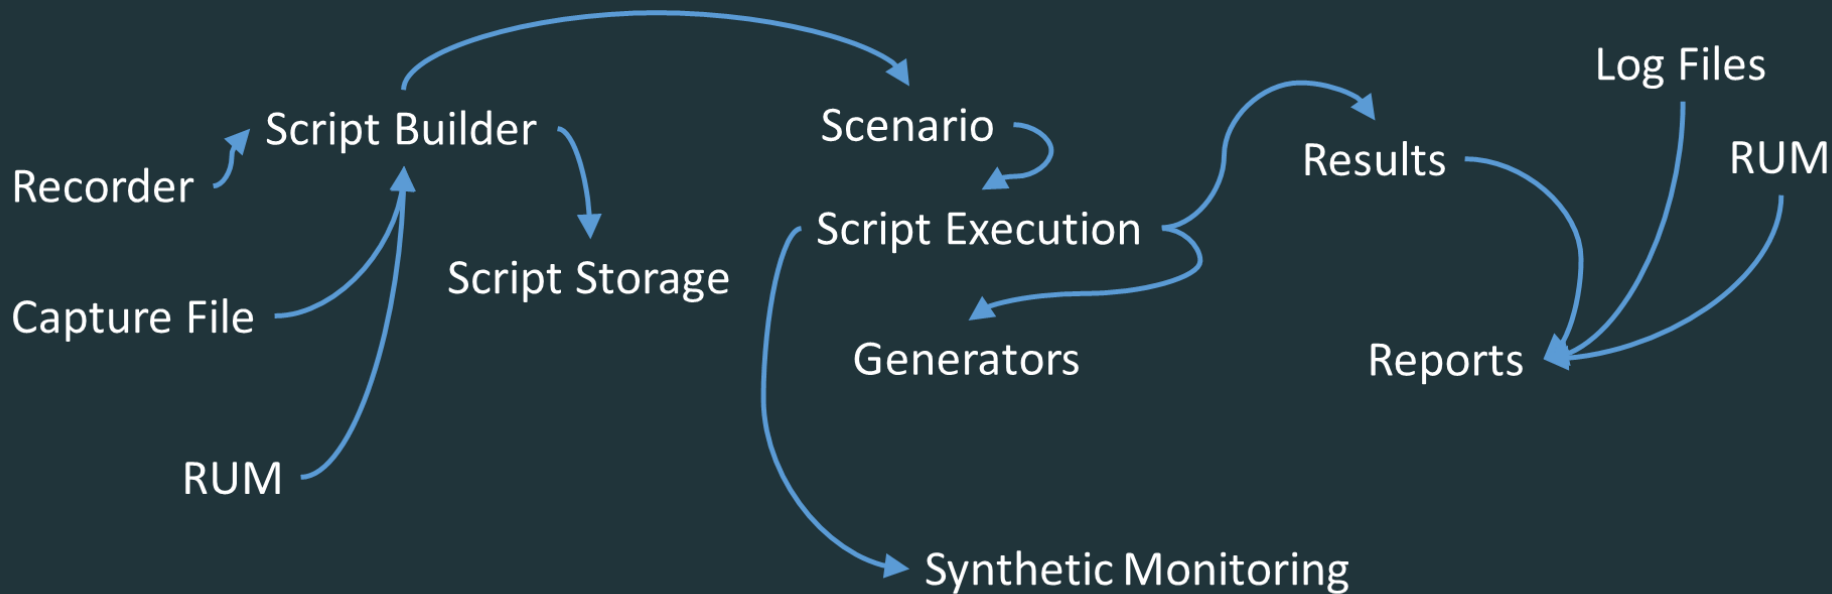 Log Files
Script Builder
Scenario
Results
RUM
Recorder
Script Execution
Script Storage
Capture File
Generators
Reports
RUM
Synthetic Monitoring